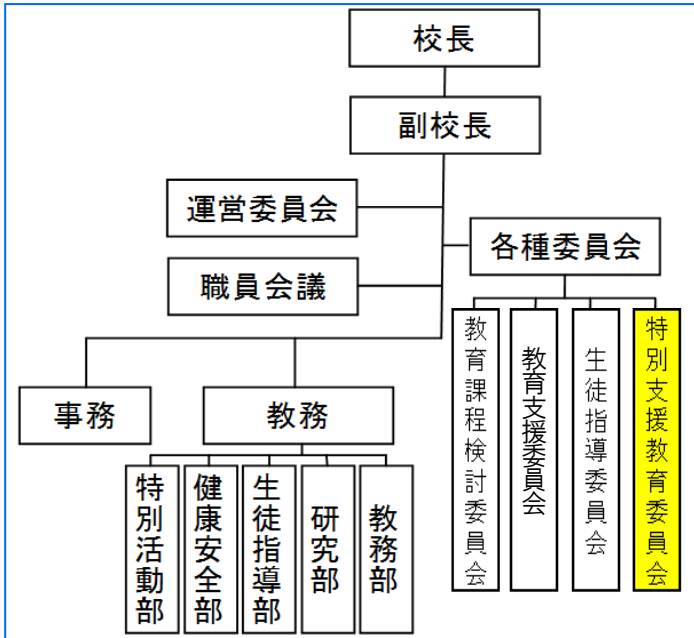 校長
副校長
運営委員会
各種委員会
職員会議
教育課程検討委員会
教育支援委員会
生徒指導委員会
特別支援教育委員会
事務
教務
特別活動部
健康安全部
生徒指導部
研究部
教務部